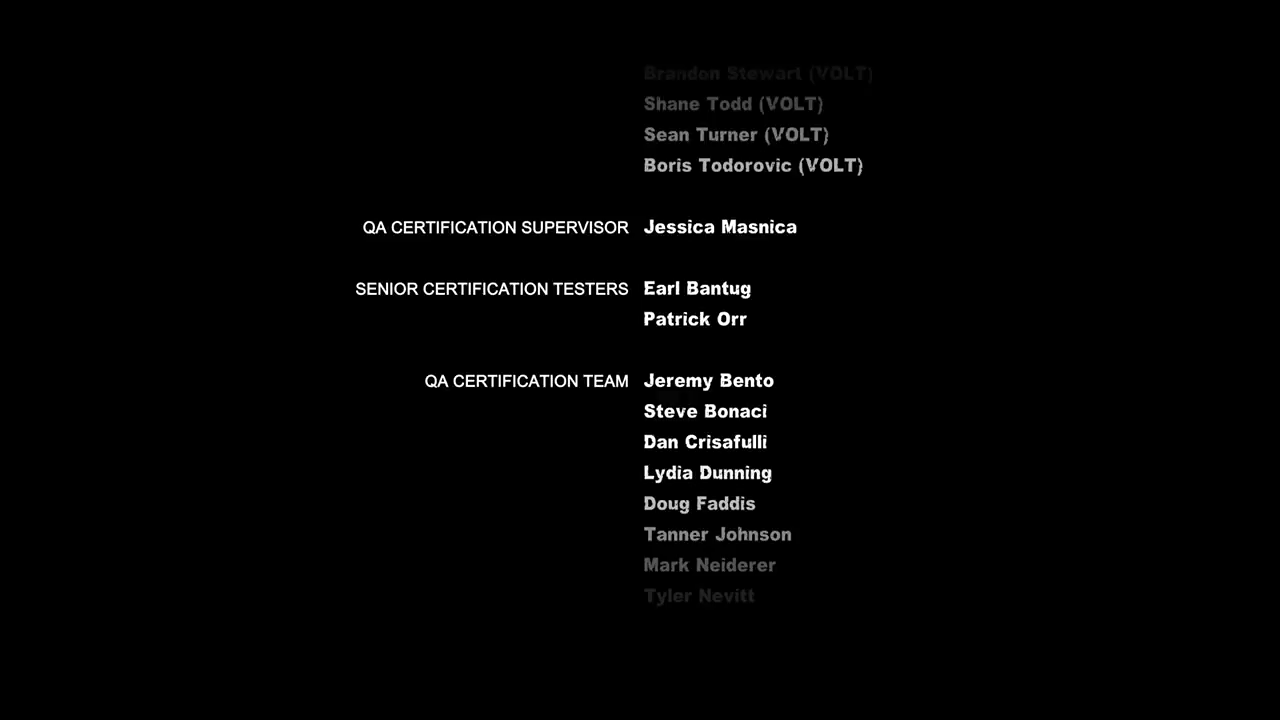 Brandon Stewart (VOLT)
Shane Todd (VOLT)
Sean Turner (VOLT)
Boris Todorovic (VOLT)
QA CERTIFICATION SUPERVISOR Jessica Masnica
SENIOR CERTIFICATION TESTERS Earl Bantug
Patrick Orr
QA CERTIFICATION TEAM Jeremy Bento
Steve Bonaci
Dan Crisafulli
Lydia Dunning
Doug Faddis
Tanner Johnson
Mark Neiderer
Tyler Nevitt